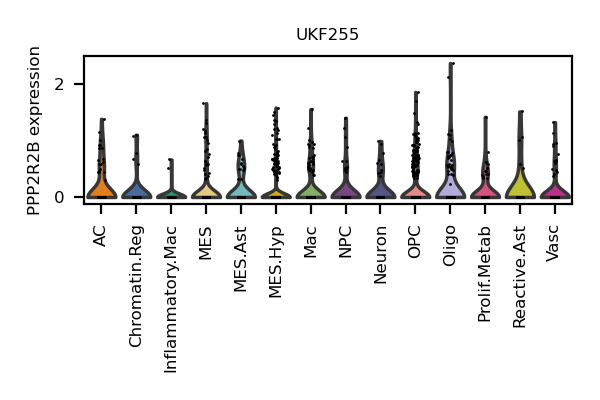 UKF255
PPP2R2B expression
2
0
AC
Chromatin.Reg
Inflammatory.Mac
MES
MES.Ast
MES.Hyp
Mac
NPC
Neuron
OPC
Oligo
Prolif.Metab
Reactive.Ast
Vasc